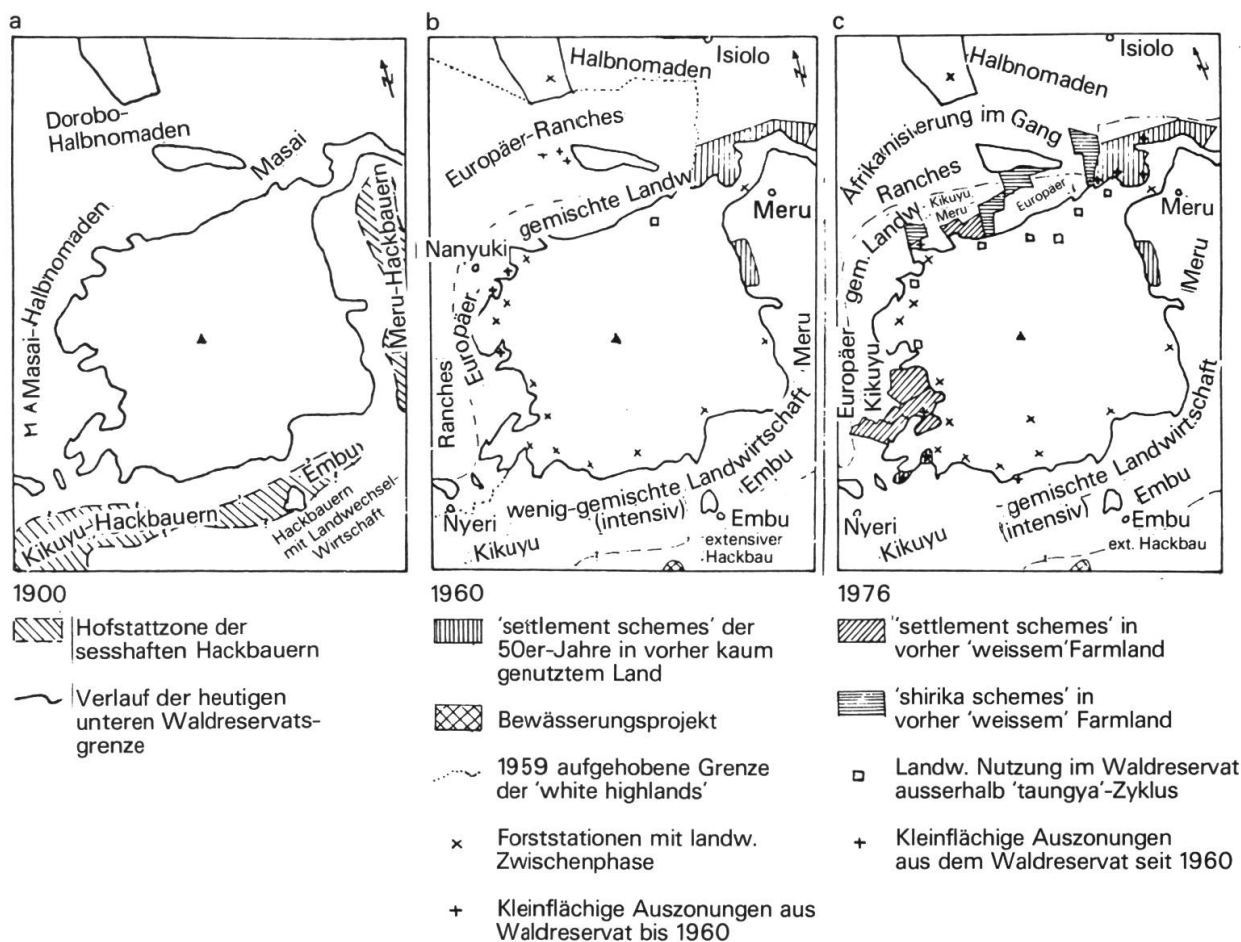 a
Dorobo-
Halbnomaden
Masai
MAMasai-Halbnomaden
Meru-Hackbauern
Embu
Kikuyu-Hackbauern
Hackbauern
mit Landwechsel-
Wirtschaft
1900
Hofstattzone der
sesshaften Hackbauern
Verlauf der heutigen
unteren Waldreservats-
grenze
b
Halbnomaden
Isiolo
Europäer-Ranches
gemischte Landw.
Meru
Nanyuki
Europäer
Ranches
Meru
wenig-gemischte Landwirtschaft
(intensiv)
Embu
Nyeri
Kikuyu
Embu
extensiver
Hackbau
1960
'settlement schemes' der
50er-Jahre in vorher kaum
genutztem Land
Bewässerungsprojekt
1959 aufgehobene Grenze
der 'white highlands'
Forststationen mit landw.
Zwischenphase
Kleinflächige Auszonungen aus
Waldreservat bis 1960
c
Isiolo
Halbnomaden
Afrikanisierung im Gang
Ranches
gem. Landw.
Kikuyu
Meru
Europäer
Meru
Meru
Europäer
Kikuyu
gemischte Landwirtschaft
(intensiv)
Embu
Nyeri
Kikuyu
Embu
ext. Hackbau
1976
'settlement schemes' in
vorher 'weissem' Farmland
'shirika schemes' in
vorher 'weissem' Farmland
Landw. Nutzung im Waldreservat
ausserhalb 'taungya'-Zyklus
Kleinflächige Auszonungen
aus dem Waldreservat seit 1960